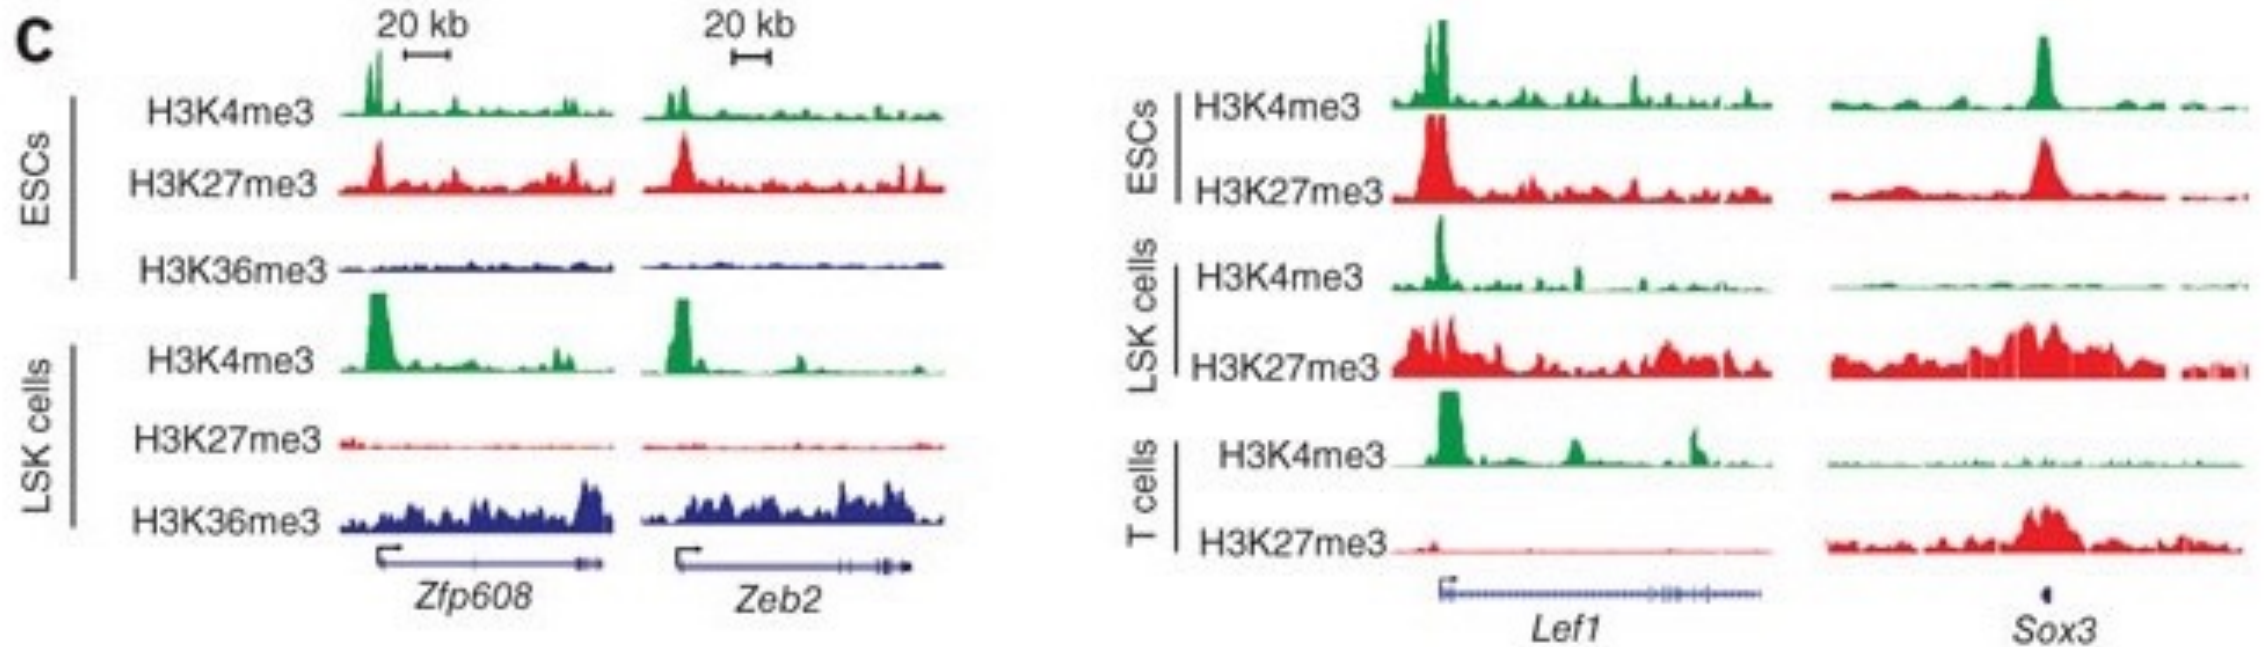 C
20 kb
20 kb
ESCs
H3K4me3
H3K27me3
H3K36me3
LSK cells
H3K4me3
H3K27me3
H3K36me3
Zfp608
Zeb2
ESCs
H3K4me3
H3K27me3
LSK cells
H3K4me3
H3K27me3
T cells
H3K4me3
H3K27me3
Lef1
Sox3